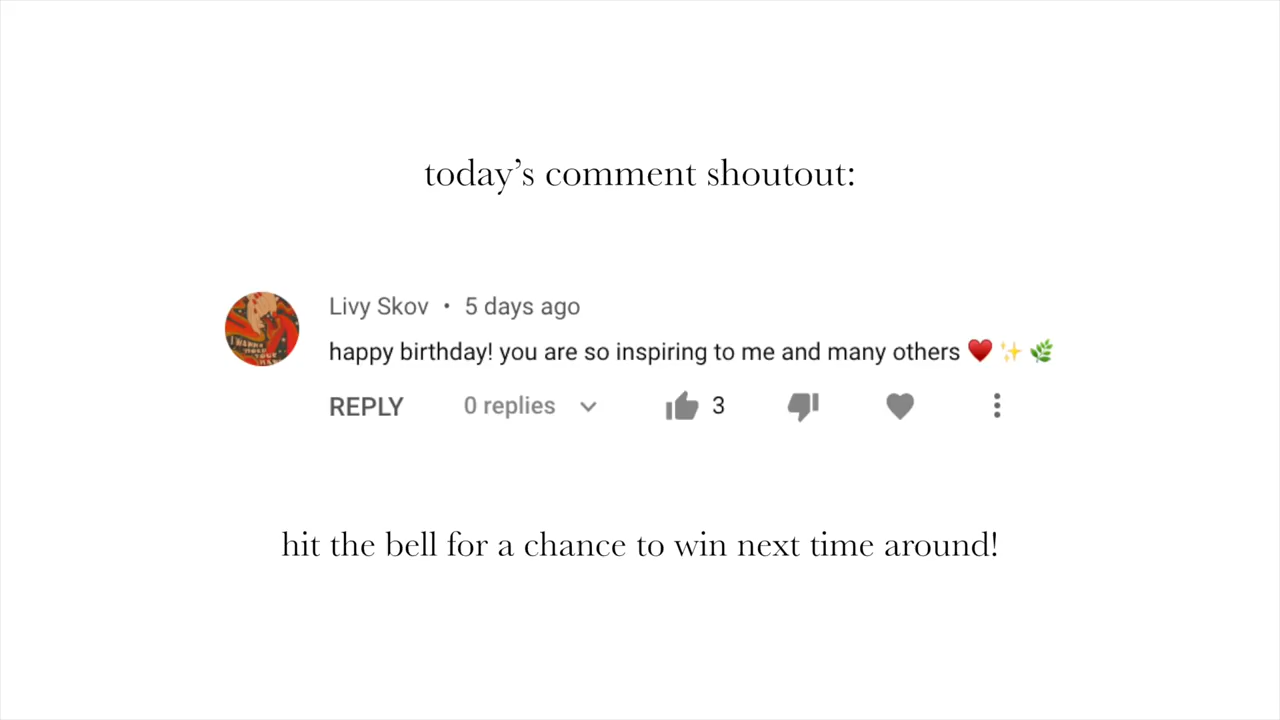 today’s comment shoutout:
Livy Skov • 5 days ago
happy birthday! you are so inspiring to me and many others ♥️ ✨ 🌿
REPLY 0 replies 3
hit the bell for a chance to win next time around!